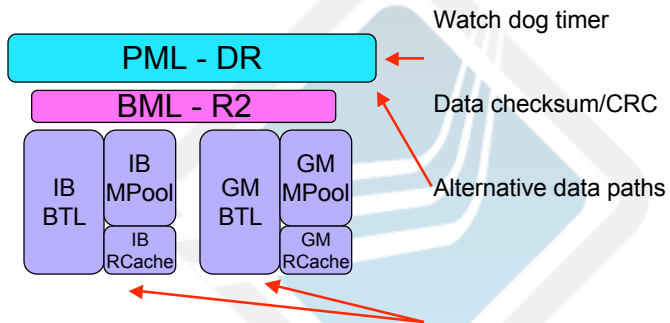 Watch dog timer
PML - DR
BML - R2
Data checksum/CRC
IB
BTL
IB
MPool
IB
RCache
GM
BTL
GM
MPool
GM
RCache
Alternative data paths